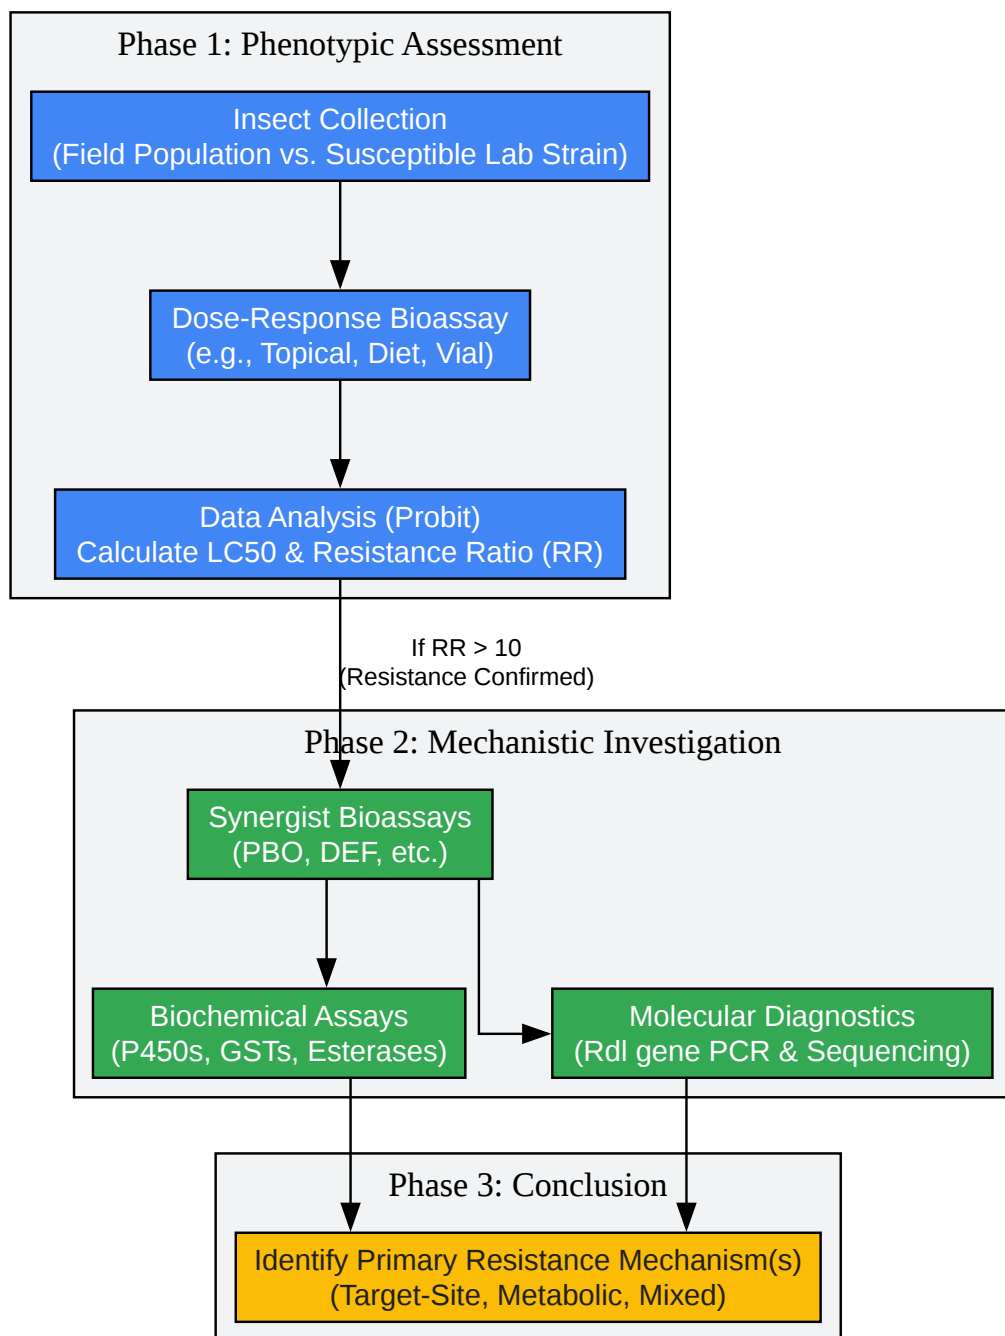 Phase 1: Phenotypic Assessment
Insect Collection
(Field Population vs. Susceptible Lab Strain)
Dose-Response Bioassay
(e.g., Topical, Diet, Vial)
Data Analysis (Probit)
Calculate LC50 & Resistance Ratio (RR)
If RR > 10
(Resistance Confirmed)
Phase 2: Mechanistic Investigation
Synergist Bioassays
(PBO, DEF, etc.)
Biochemical Assays
(P450s, GSTs, Esterases)
Molecular Diagnostics
(Rdl gene PCR & Sequencing)
Phase 3: Conclusion
Identify Primary Resistance Mechanism(s)
(Target-Site, Metabolic, Mixed)